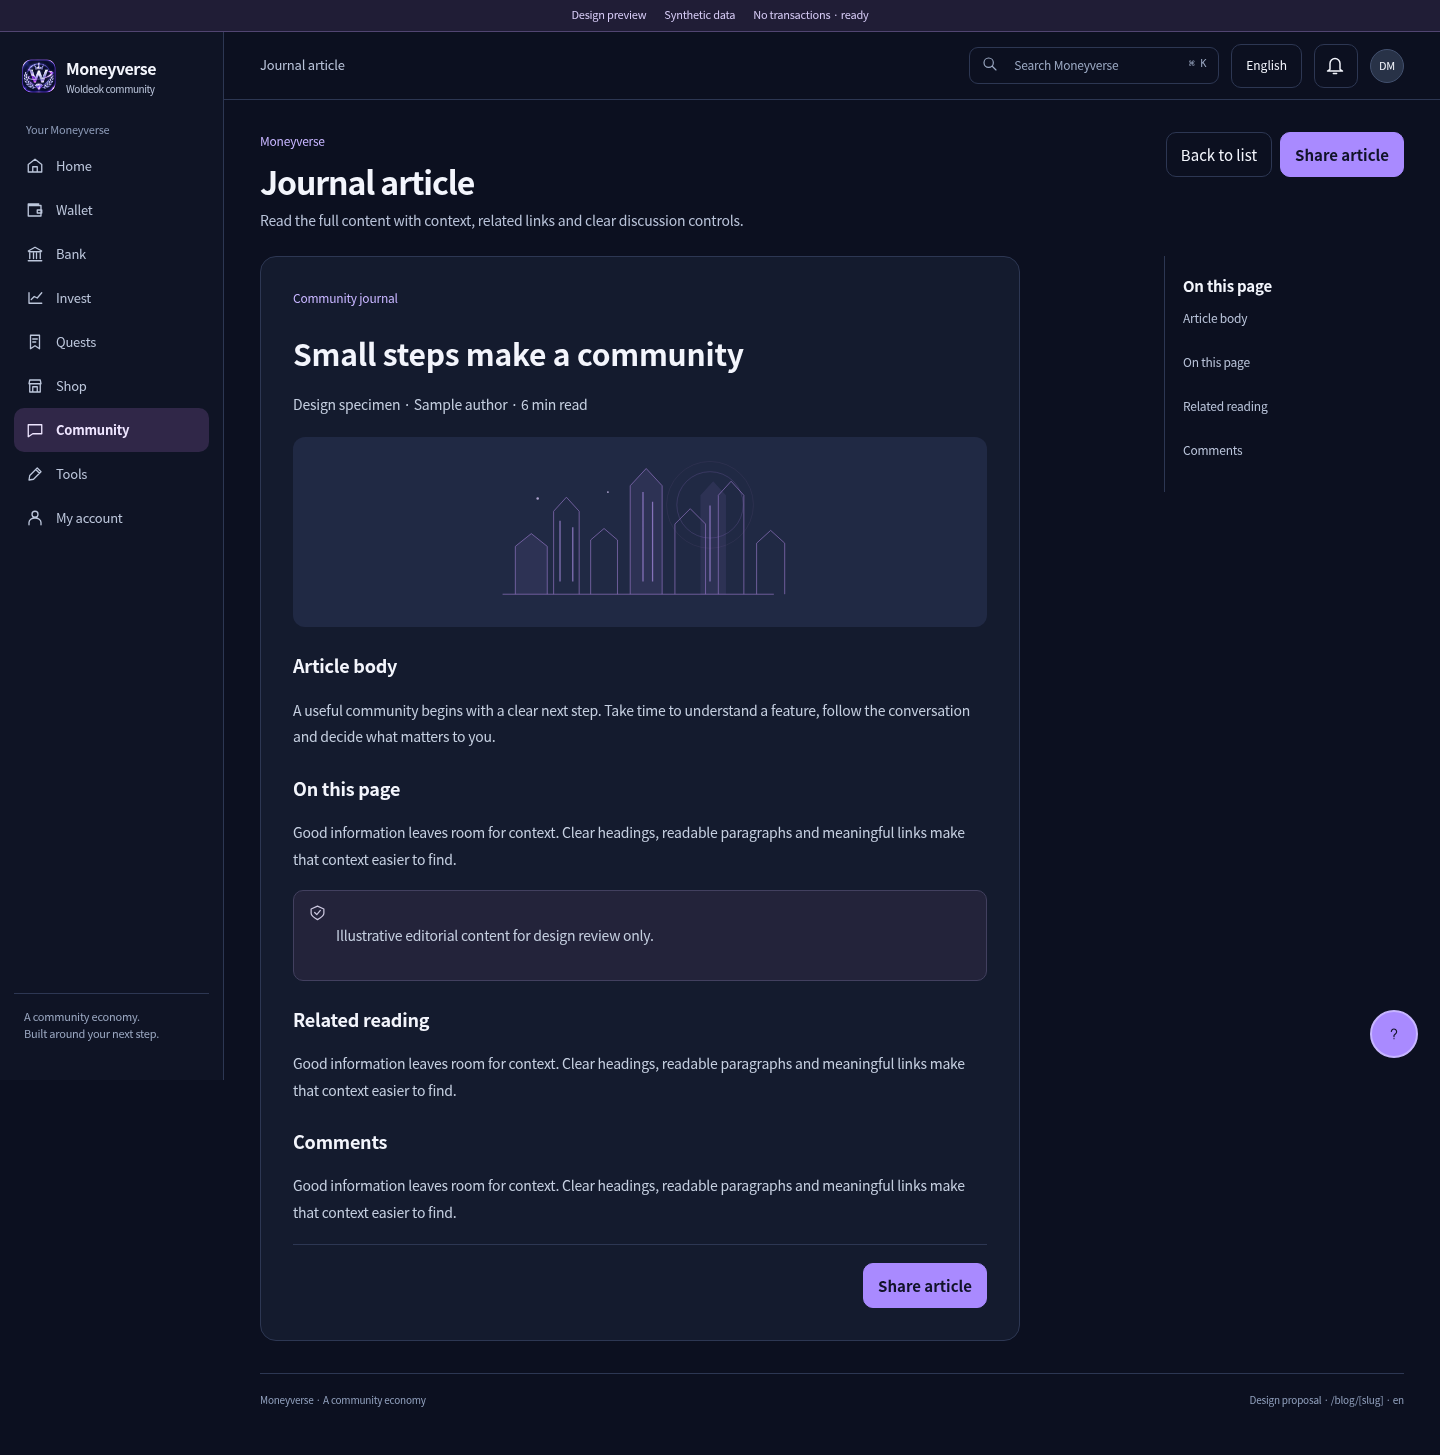 Design preview Synthetic data No transactions · ready
Moneyverse
Woldeok community
Your Moneyverse
Home
Wallet
Bank
Invest
Quests
Shop
Community
Tools
My account
A community economy.
Built around your next step.
Journal article
Search Moneyverse ⌘ K
English
DM
Moneyverse
Journal article
Read the full content with context, related links and clear discussion controls.
Back to list
Share article
Community journal
Small steps make a community
Design specimen · Sample author · 6 min read
Article body
A useful community begins with a clear next step. Take time to understand a feature, follow the conversation
and decide what matters to you.
On this page
Good information leaves room for context. Clear headings, readable paragraphs and meaningful links make
that context easier to find.
Illustrative editorial content for design review only.
Related reading
Good information leaves room for context. Clear headings, readable paragraphs and meaningful links make
that context easier to find.
Comments
Good information leaves room for context. Clear headings, readable paragraphs and meaningful links make
that context easier to find.
Share article
On this page
Article body
On this page
Related reading
Comments
?
Moneyverse · A community economy
Design proposal · /blog/[slug] · en